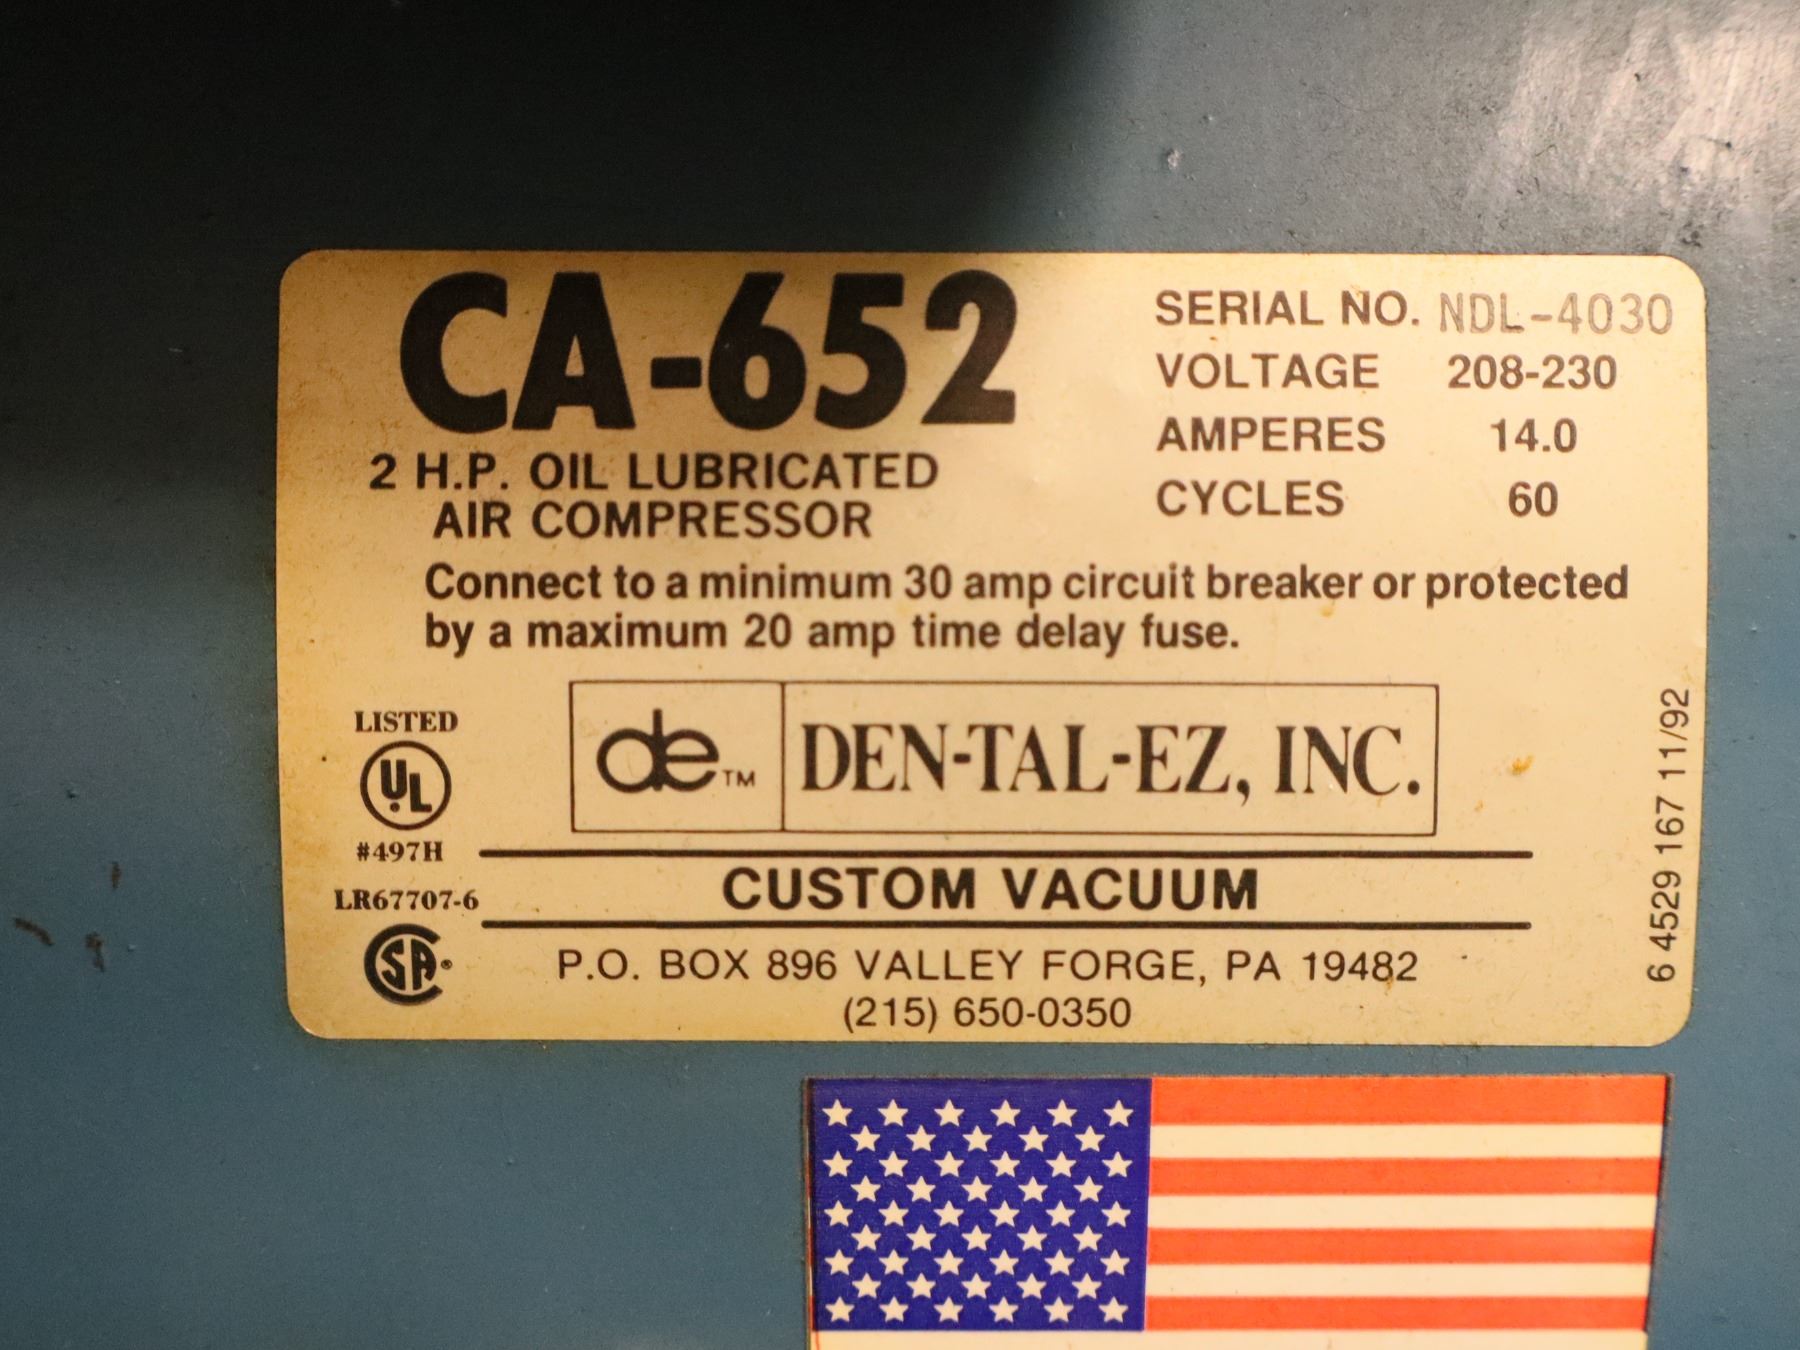 CA-652
2 H.P. OIL LUBRICATED
AIR COMPRESSOR
SERIAL NO. NDL-4030
VOLTAGE 208-230
AMPERES 14.0
CYCLES 60
Connect to a minimum 30 amp circuit breaker or protected
by a maximum 20 amp time delay fuse.
LISTED
UL
#497H
LR67707-6
SA®
de™ DEN-TAL-EZ, INC.
CUSTOM VACUUM
P.O. BOX 896 VALLEY FORGE, PA 19482
(215) 650-0350
6 4529 167 11/92